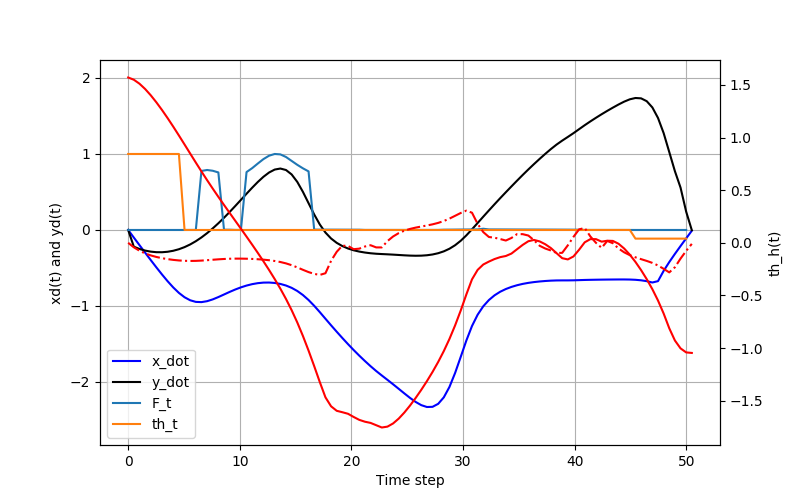 2
1
0
−1
−2
xd(t) and yd(t)
1.5
1.0
0.5
0.0
−0.5
−1.0
−1.5
th_h(t)
x_dot
y_dot
F_t
th_t
0 10 20 30 40 50
Time step